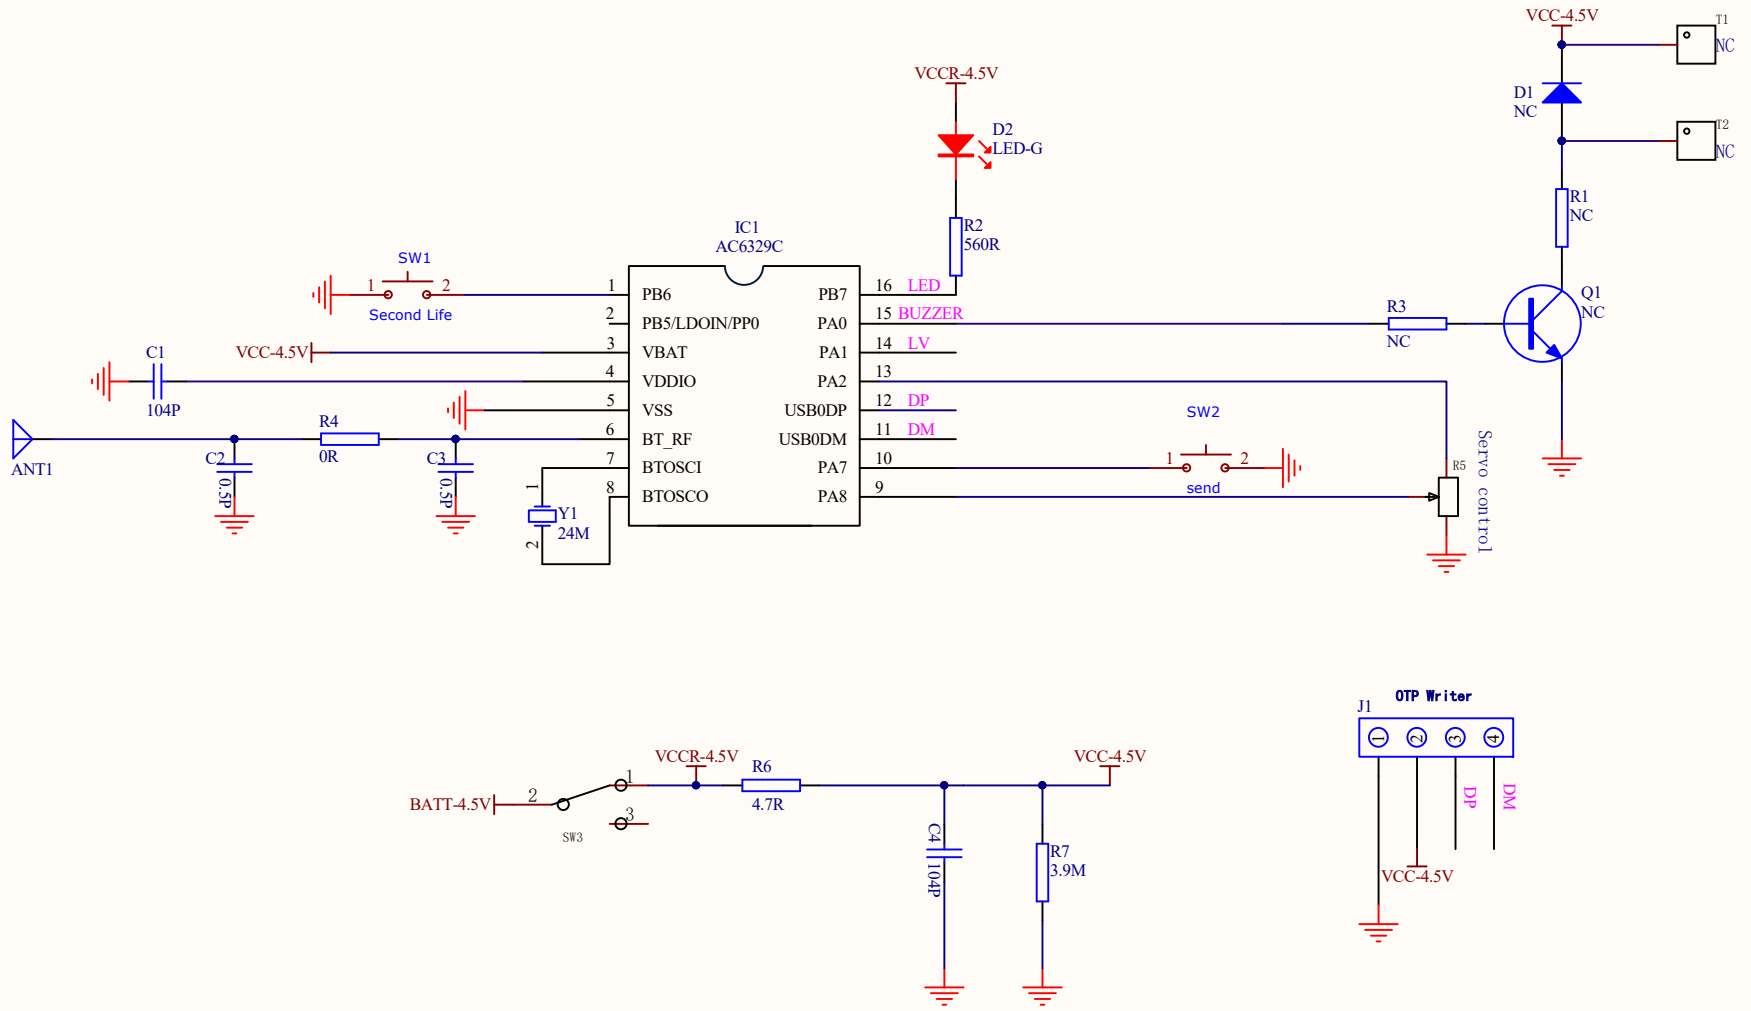 VCC-4.5V
T1
NC
VCCR-4.5V
D1
NC
T2
NC
D2
LED-G
R1
NC
IC1
AC6329C
R2
560R
SW1
1 2
Second Life
1 PB6
2 PB5/LDOIN/PP0
VCC-4.5V 3 VBAT
C1
104P
4 VDDIO
5 VSS
6 BT_RF
7 BTOSCI
8 BTOSCO
PB7 16 LED
PA0 15 BUZZER
PA1 14 LV
PA2 13
USB0DP 12 DP
USB0DM 11 DM
PA7 10
PA8 9
R3
NC
Q1
NC
ANT1
R4
0R
C2
0.5P
C3
0.5P
1
Y1
24M
2
SW2
1 2
send
R5
Servo control
OTP Writer
J1
1 2 3 4
DP
DM
VCC-4.5V
BATT-4.5V
2
1
3
SW3
VCCR-4.5V
R6
4.7R
VCC-4.5V
C4
104P
R7
3.9M